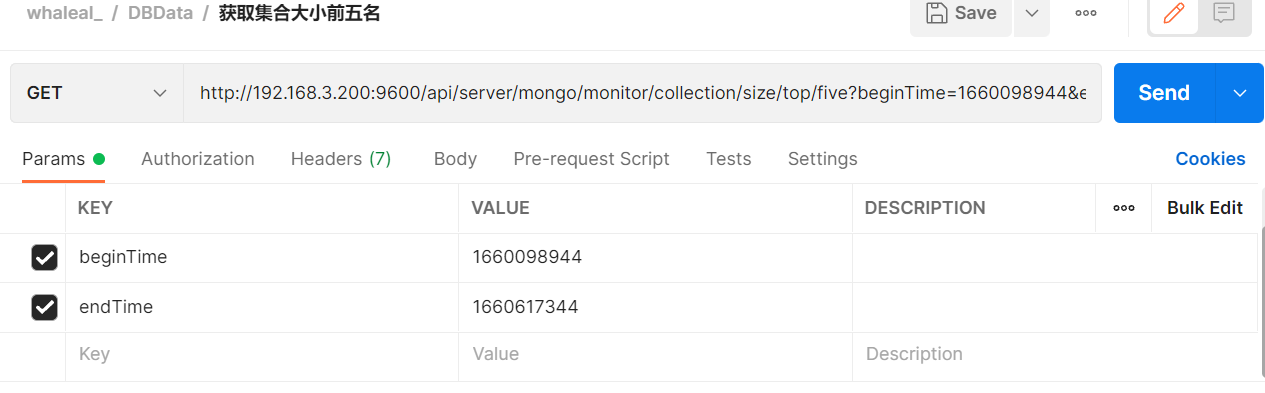 whaleal_ / DBData / 获取集合大小前五名
Save
GET http://192.168.3.200:9600/api/server/mongo/monitor/collection/size/top/five?beginTime=1660098944&e Send
Params Authorization Headers (7) Body Pre-request Script Tests Settings Cookies
KEY VALUE DESCRIPTION Bulk Edit
beginTime 1660098944
endTime 1660617344
Key Value Description